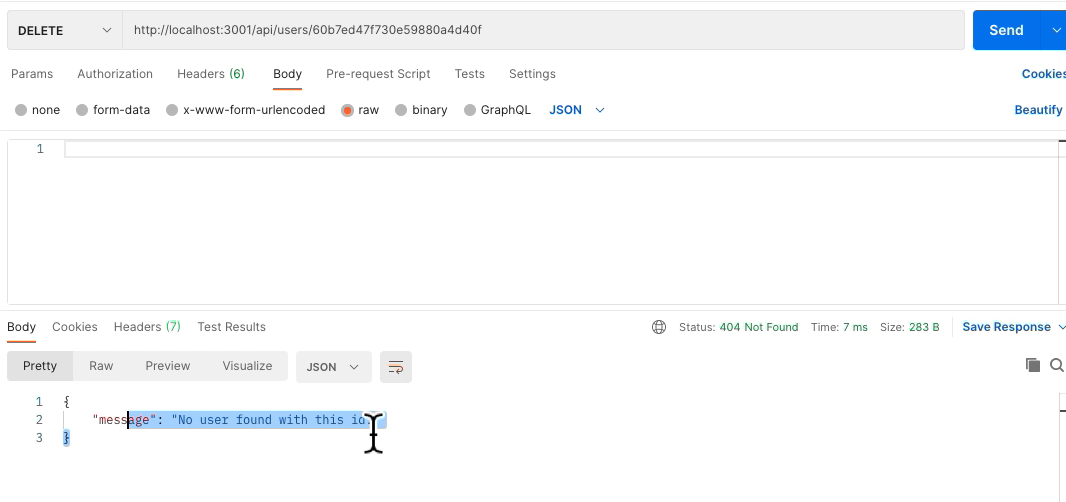 DELETE http://localhost:3001/api/users/60b7ed47f730e59880a4d40f Send
Params Authorization Headers (6) Body Pre-request Script Tests Settings Cookies
none form-data x-www-form-urlencoded raw binary GraphQL JSON Beautify
1
Body Cookies Headers (7) Test Results Status: 404 Not Found Time: 7 ms Size: 283 B Save Response
Pretty Raw Preview Visualize JSON
1 {
2 "message": "No user found with this id
3 }